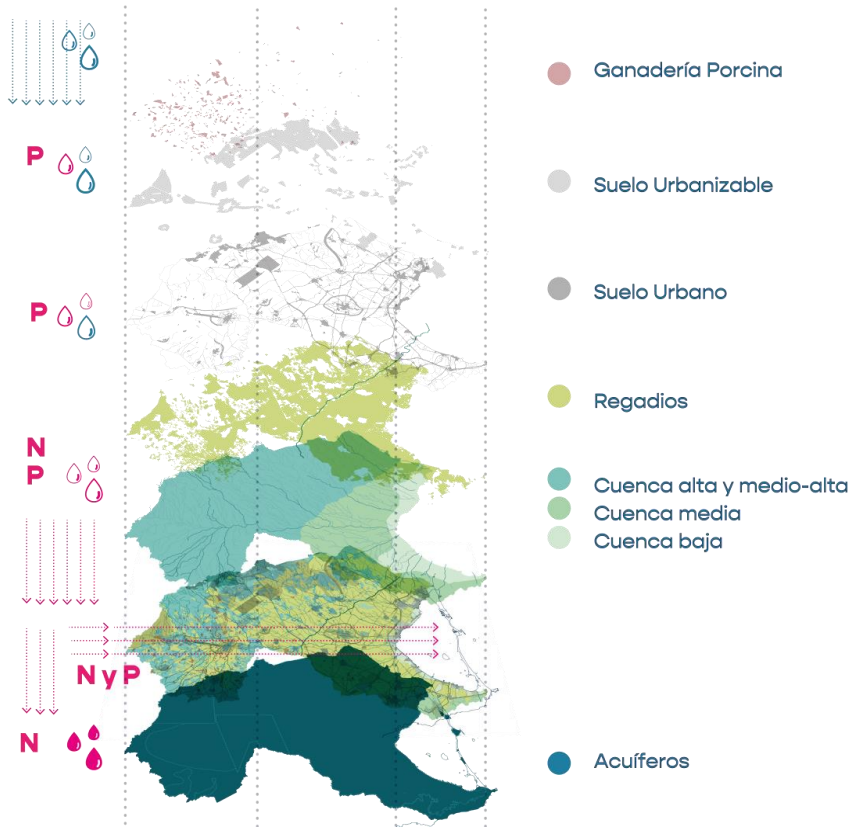 Ganadería Porcina
P
Suelo Urbanizable
Suelo Urbano
P
Regadios
N
P
Cuenca alta y medio-alta
Cuenca media
Cuenca baja
N y P
N
Acuíferos